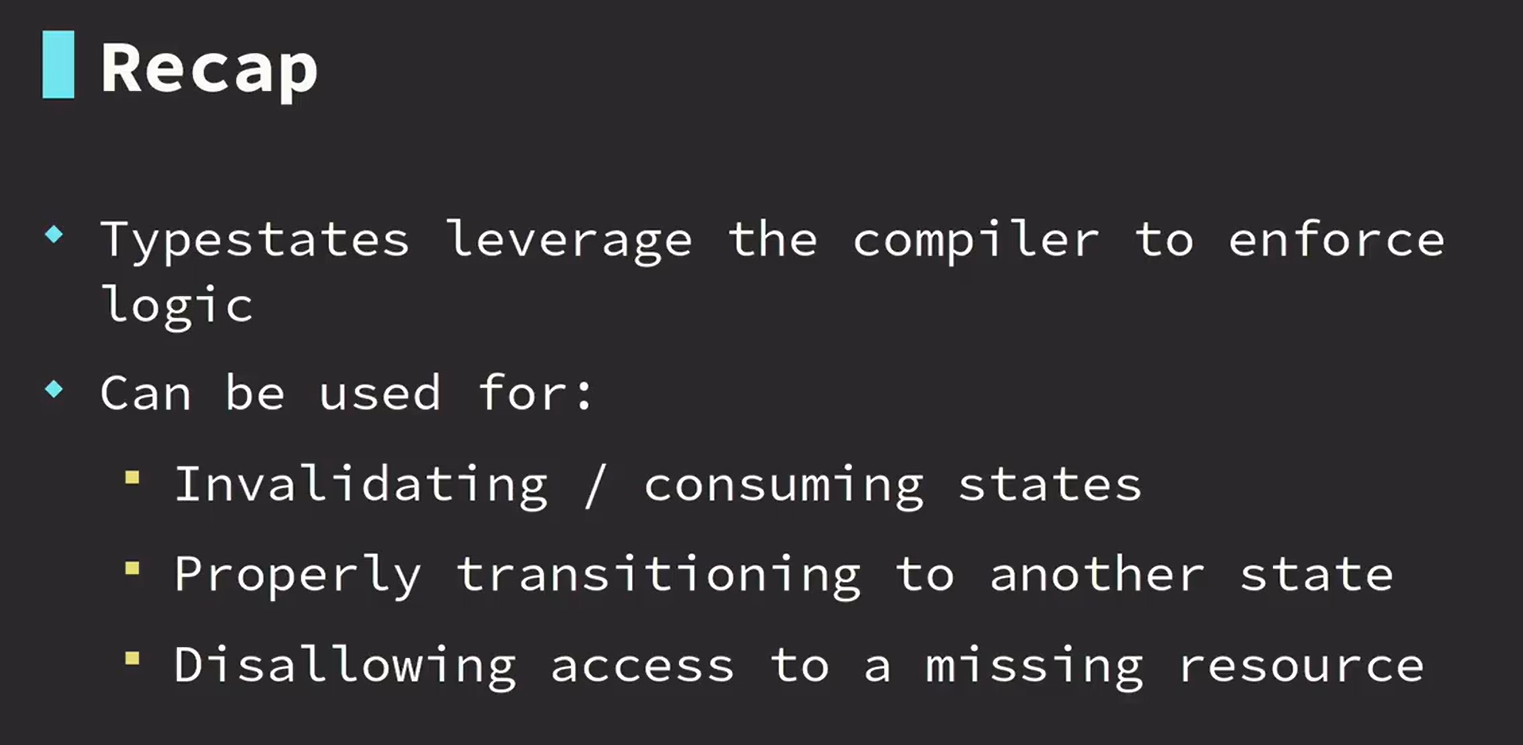 Recap
Typestates leverage the compiler to enforce
logic
Can be used for:
Invalidating / consuming states
Properly transitioning to another state
Disallowing access to a missing resource